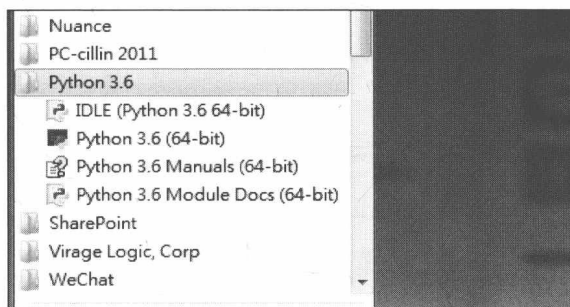 Nuance
PC-cillin 2011
Python 3.6
IDLE (Python 3.6 64-bit)
Python 3.6 (64-bit)
Python 3.6 Manuals (64-bit)
Python 3.6 Module Docs (64-bit)
SharePoint
Virage Logic, Corp
WeChat